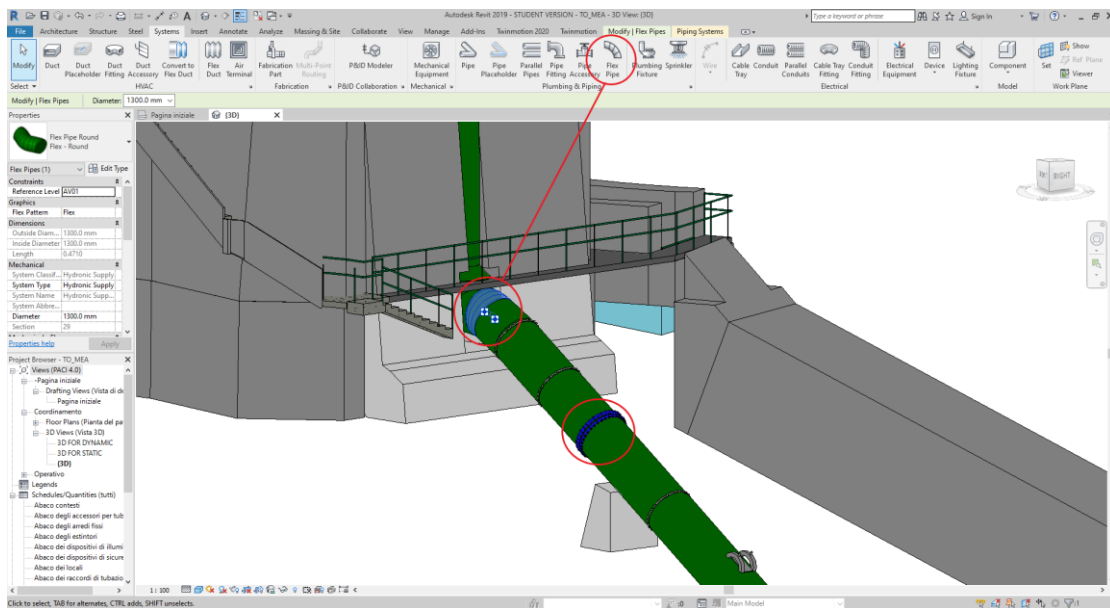 Autodesk Revit 2019 - STUDENT VERSION - TO_MEA - 3D View: {3D}
Type a keyword or phrase
Sign In
File Architecture Structure Steel Systems Insert Annotate Analyze Massing & Site Collaborate View Manage Add-Ins Twinmotion 2020 Twinmotion Modify | Flex Pipes Piping Systems
Modify
Duct
Duct Placeholder
Duct Fitting
Duct Accessory
Convert to Flex Duct
Flex Duct
Air Terminal
Fabrication Part
Multi-Point Routing
P&ID Modeler
Mechanical Equipment
Pipe
Pipe Placeholder
Parallel Pipes
Pipe Fitting
Pipe Accessory
Flex Pipe
Plumbing Fixture
Sprinkler
Wire
Cable Tray
Conduit
Parallel Conduits
Cable Tray Fitting
Conduit Fitting
Electrical Equipment
Device
Lighting Fixture
Component
Set
Show
Ref Plane
Viewer
Select HVAC Fabrication P&ID Collaboration Mechanical Plumbing & Piping Electrical Model Work Plane
Modify | Flex Pipes Diameter: 1300.0 mm
Properties
Pagina iniziale
{3D}
Flex Pipe Round
Flex - Round
Flex Pipes (1) Edit Type
Constraints
Reference Level AV01
Graphics
Flex Pattern Flex
Dimensions
Outside Diam... 1300.0 mm
Inside Diameter 1300.0 mm
Length 0.4710
Mechanical
System Classif... Hydronic Supply
System Type Hydronic Supply
System Name Hydronic Supp...
System Abbre...
Diameter 1300.0 mm
Section 29
Properties help Apply
Project Browser - TO_MEA
Views (PACI 4.0)
-Pagina iniziale
Drafting Views (Vista di de
Pagina iniziale
Coordinamento
Floor Plans (Pianta del pa
3D Views (Vista 3D)
3D FOR DYNAMIC
3D FOR STATIC
{3D}
Operativo
Legends
Schedules/Quantities (tutti)
Abaco contesti
Abaco degli accessori per tub
Abaco degli arredi fissi
Abaco degli estintori
Abaco dei dispositivi di illumi
Abaco dei dispositivi di sicure
Abaco dei locali
Abaco dei raccordi di tubazio
RIGHT
1 : 100
Click to select, TAB for alternates, CTRL adds, SHIFT unselects.
:0
Main Model